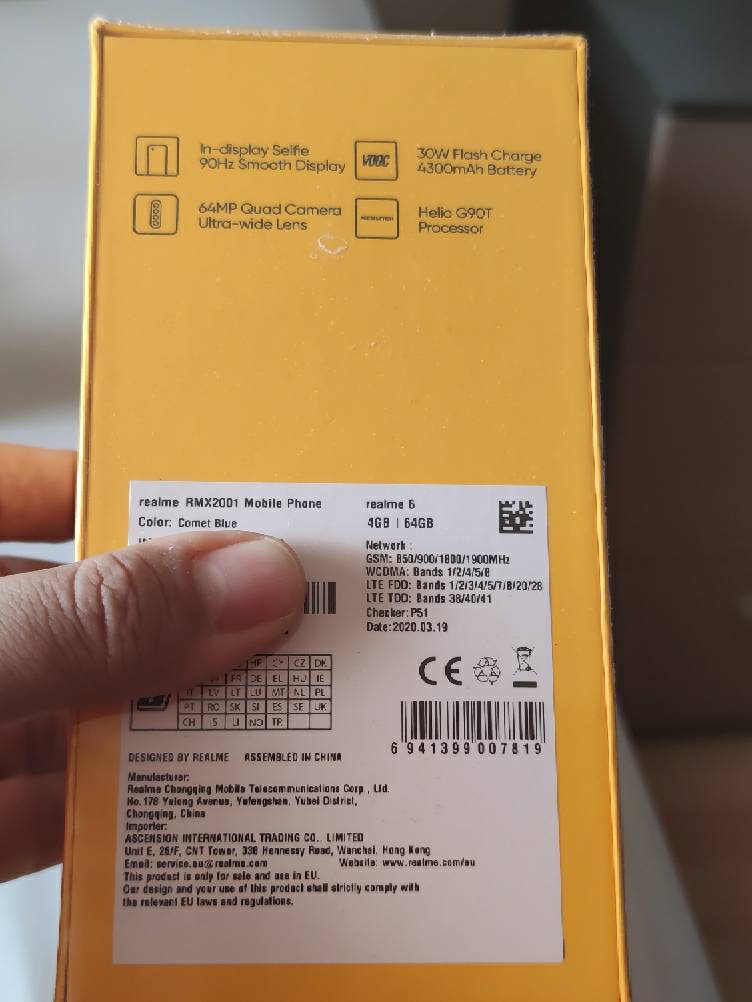 In-display Selfie
90Hz Smooth Display
VOOC
30W Flash Charge
4300mAh Battery
64MP Quad Camera
Ultra-wide Lens
Helio G90T
Processor
realme RMX2001 Mobile Phone
Color: Comet Blue
realme 6
4GB | 64GB
Network :
GSM: 850/900/1800/1900MHz
WCDMA: Bands 1/2/4/5/8
LTE FDD: Bands 1/2/3/4/5/7/8/20/28
LTE TDD: Bands 38/40/41
Checker: P51
Date: 2020.03.19
CE
HR CY CZ DK
FR DE EL HU IE
IT LV LT LU MT NL PL
PT RO SK SI ES SE UK
CH IS LI NO TR
6 941399 007819
DESIGNED BY REALME ASSEMBLED IN CHINA
Manufacturer:
Realme Chongqing Mobile Telecommunications Corp., Ltd.
No.178 Yulong Avenue, Yufengshan, Yubei District,
Chongqing, China
Importer:
ASCENSION INTERNATIONAL TRADING CO. LIMITED
Unit E, 26/F, CNT Tower, 338 Hennessy Road, Wanchai, Hong Kong
Email: service.eu@realme.com Website: www.realme.com/eu
This product is only for sale and use in EU.
Our design and your use of this product shall strictly comply with
the relevant EU laws and regulations.